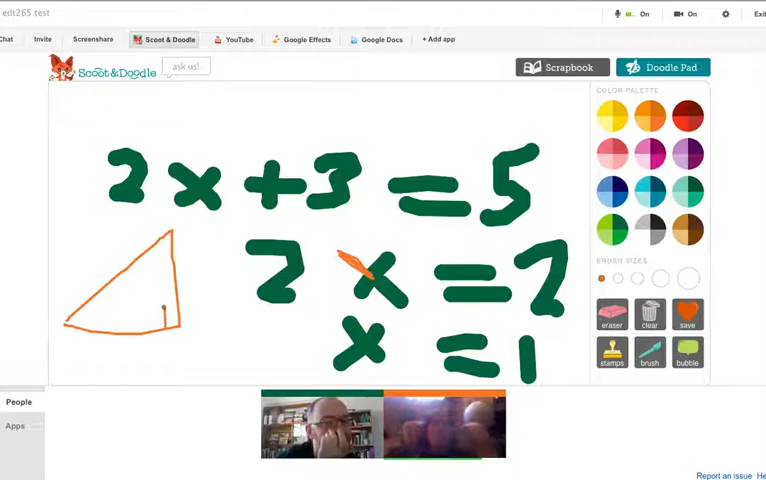 edt265 test
On
On
Exit
Chat
Invite
Screenshare
Scoot & Doodle
YouTube
Google Effects
Google Docs
+ Add app
Scoot&Doodle
ask us!
Scrapbook
Doodle Pad
COLOR PALETTE
2x+3=5
2x=2
x=1
BRUSH SIZES
eraser
clear
save
stamps
brush
bubble
People
Apps
Report an issue
He